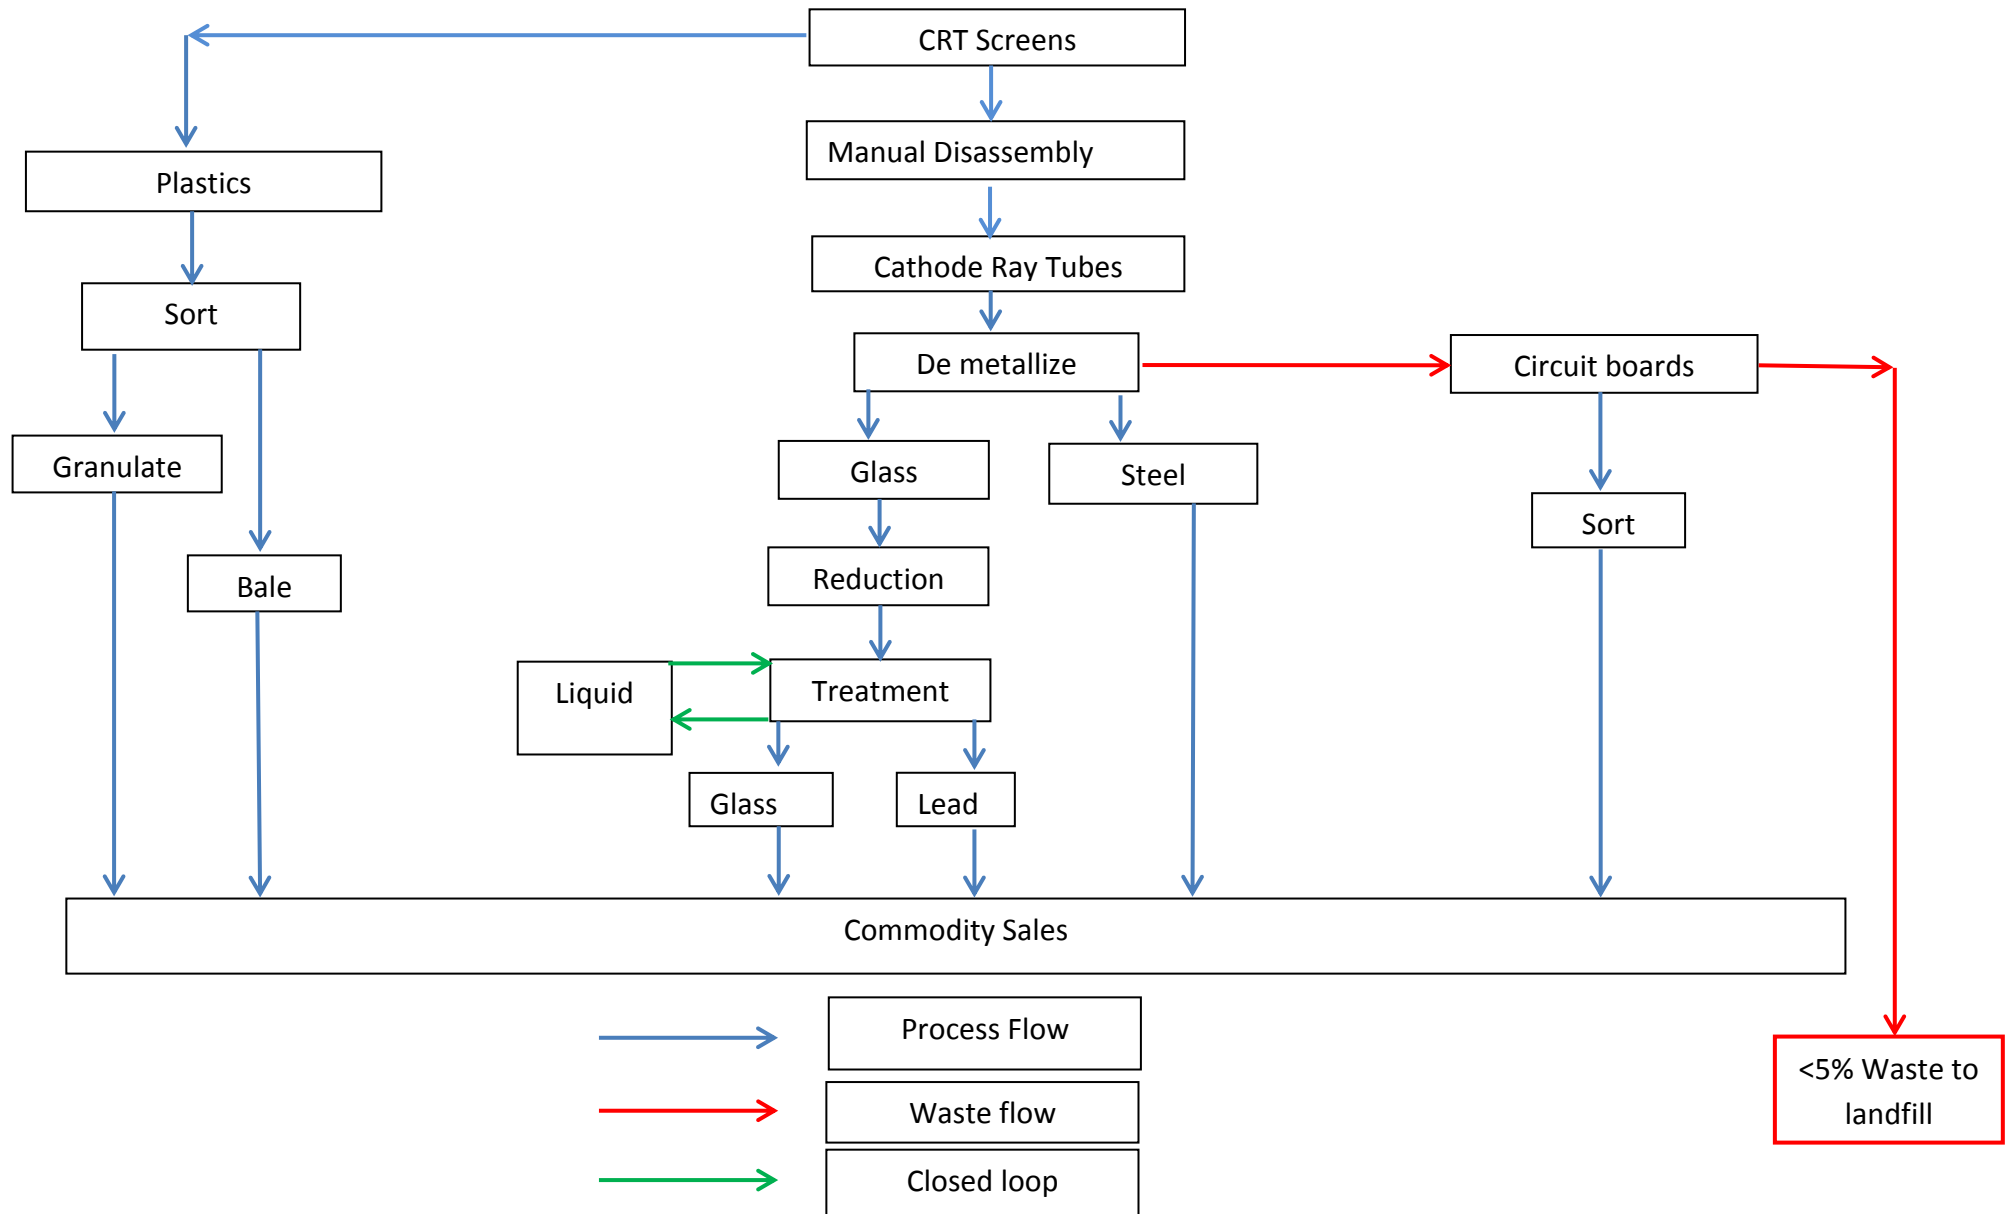 CRT Screens
Manual Disassembly
Plastics
Cathode Ray Tubes
Sort
De metallize
Circuit boards
Granulate
Glass
Steel
Sort
Bale
Reduction
Liquid
Treatment
Glass
Lead
Commodity Sales
Process Flow
<5% Waste to
landfill
Waste flow
Closed loop